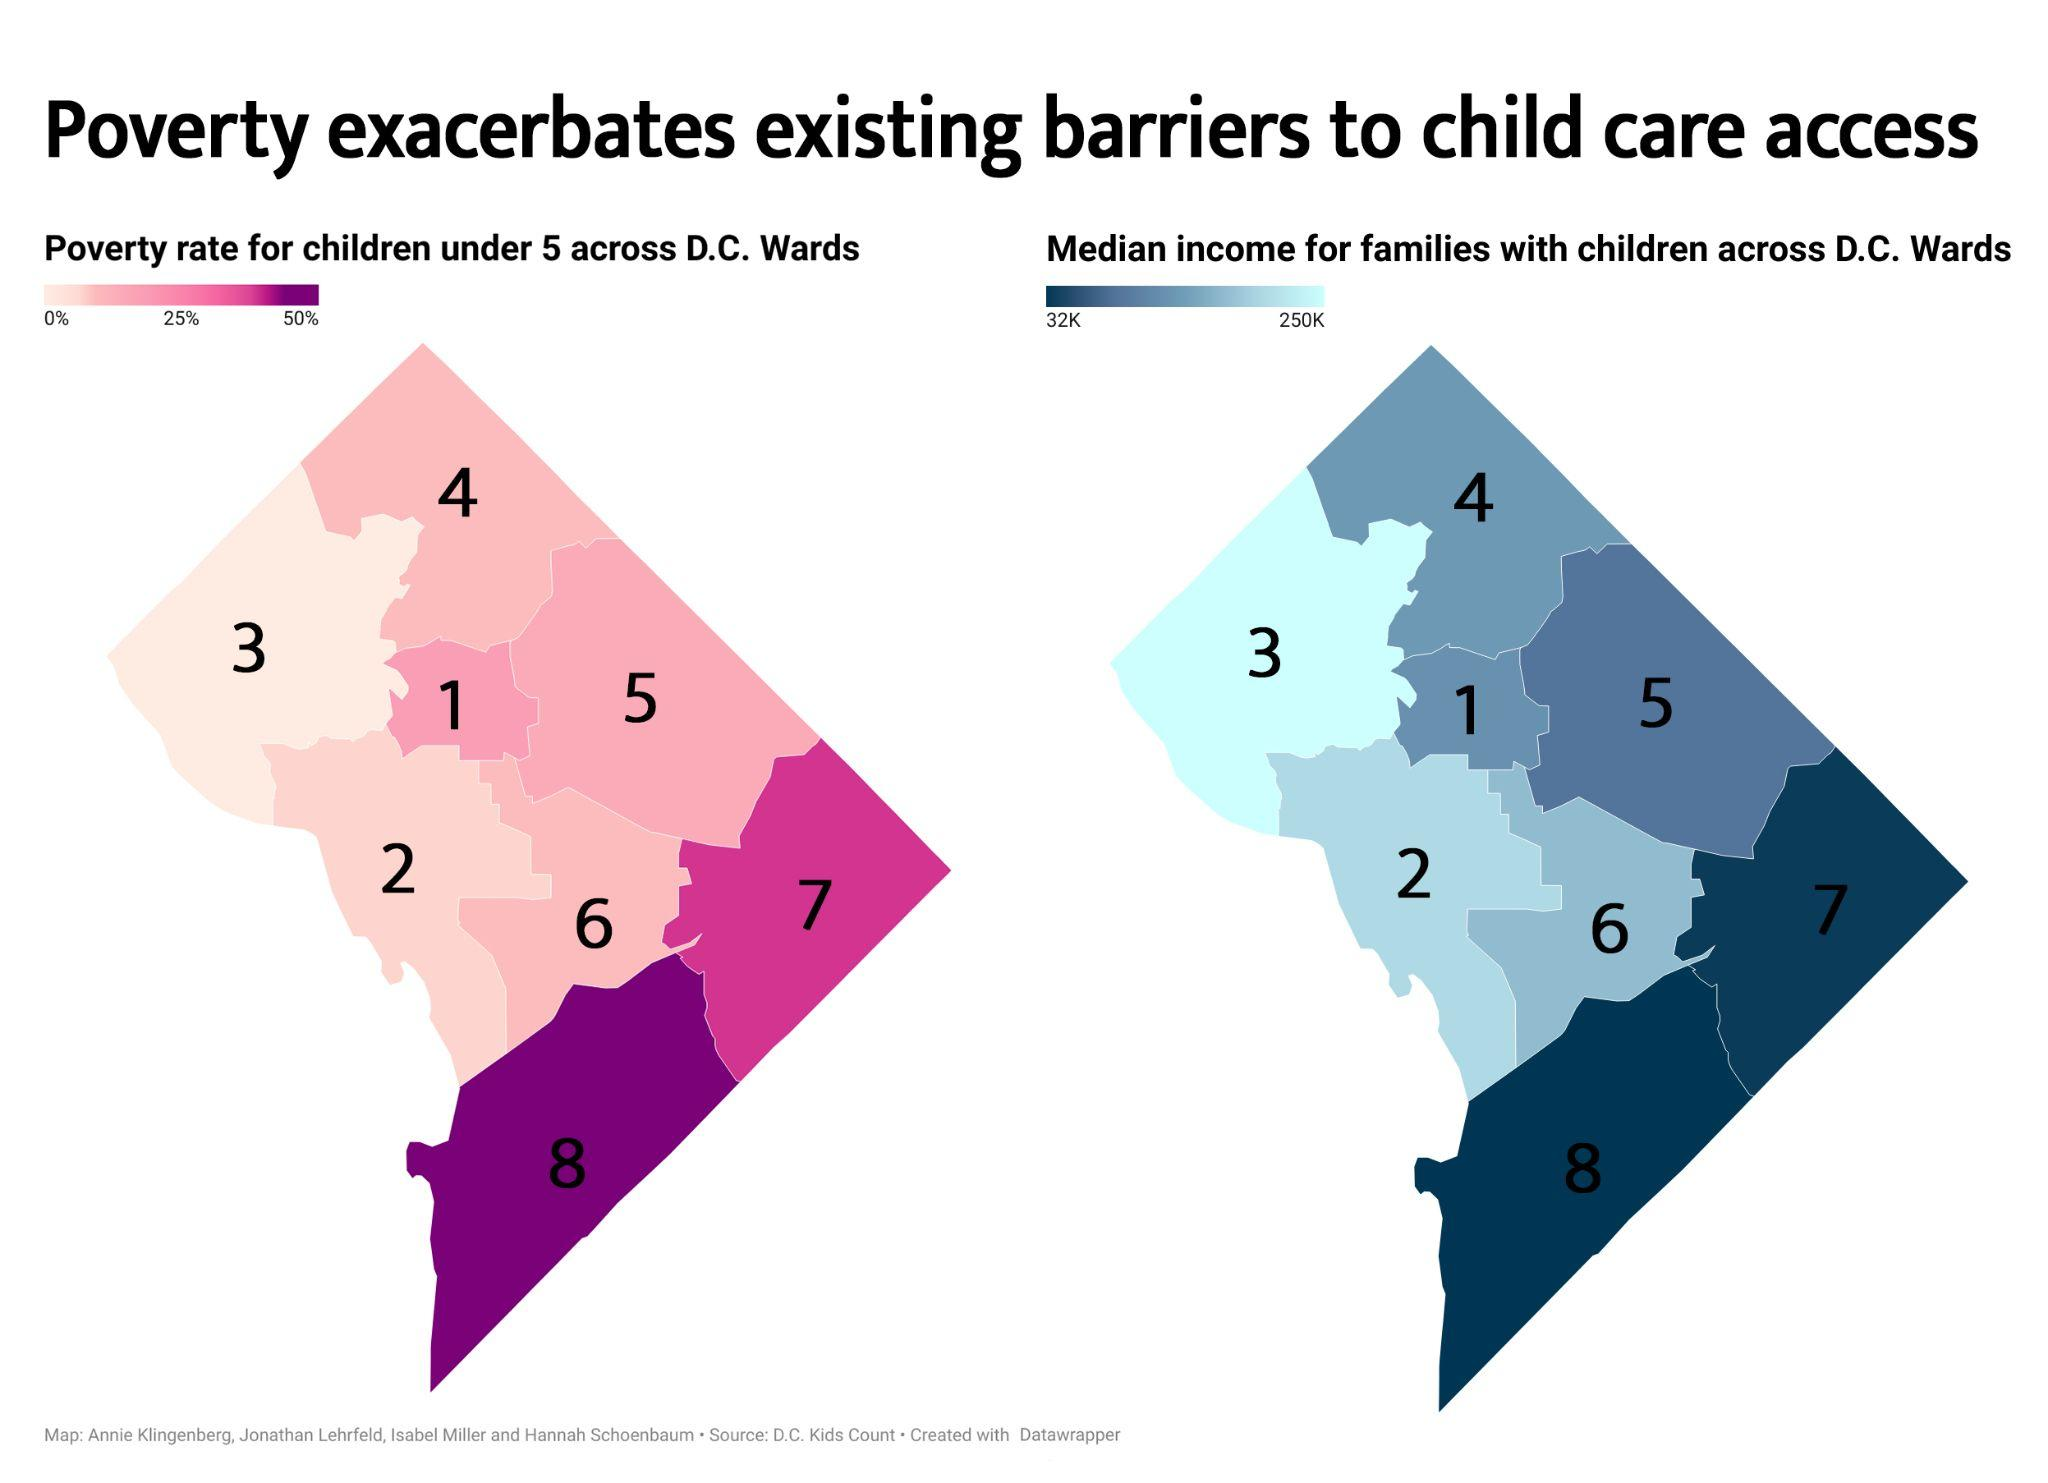 Poverty exacerbates existing barriers to child care access
Poverty rate for children under 5 across D.C. Wards
0% 25% 50%
4
3
1
5
2
6
7
8
Median income for families with children across D.C. Wards
32K 250K
4
3
1
5
2
6
7
8
Map: Annie Klingenberg, Jonathan Lehrfeld, Isabel Miller and Hannah Schoenbaum • Source: D.C. Kids Count • Created with Datawrapper